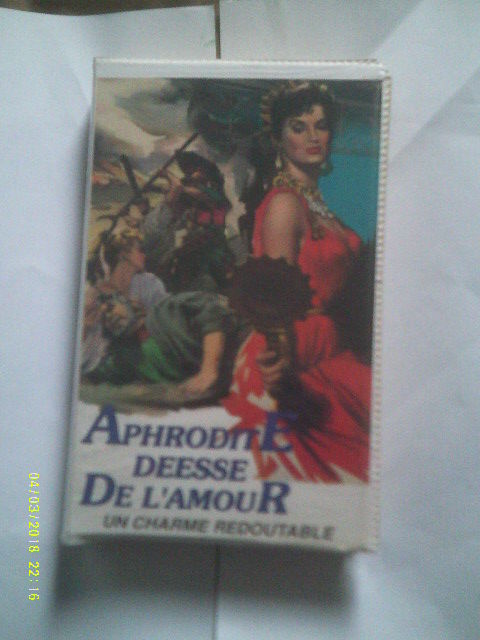 APHRODITE
DEESSE
DE L'AMOUR
UN CHARME REDOUTABLE
04/03/2018 22:16